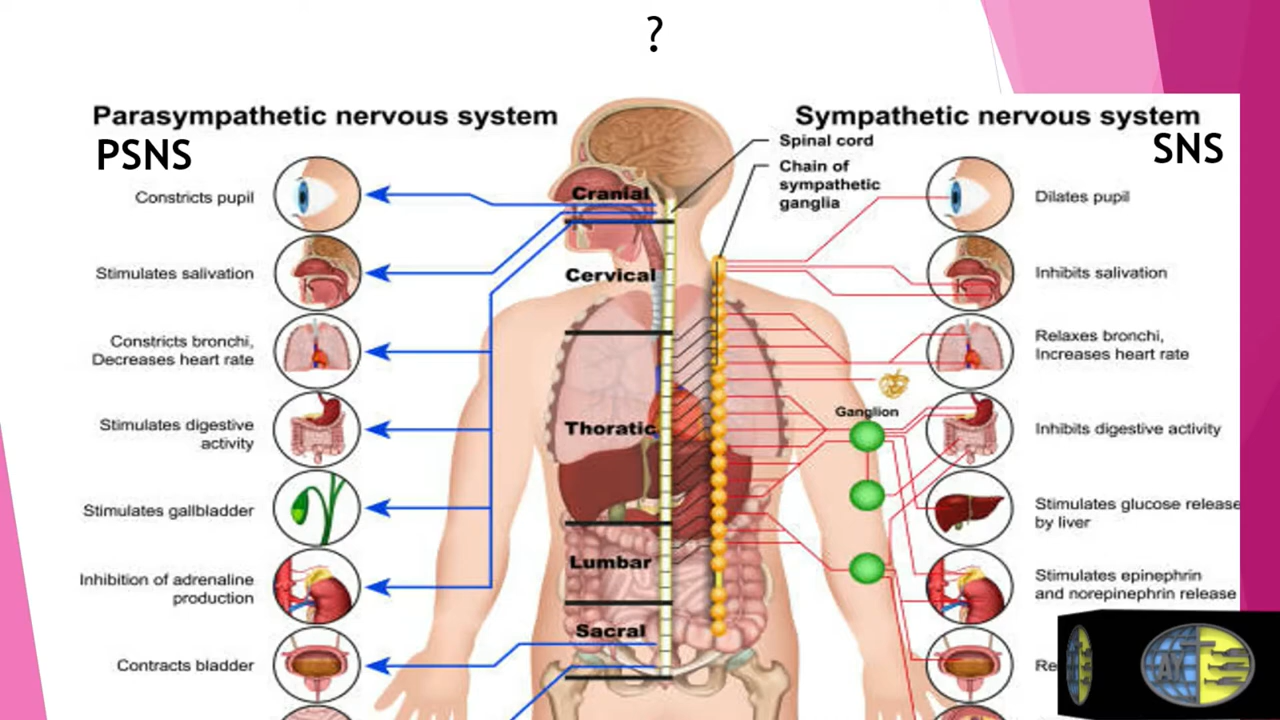 ?
Parasympathetic nervous system
PSNS
Constricts pupil
Stimulates salivation
Constricts bronchi,
Decreases heart rate
Stimulates digestive
activity
Stimulates gallbladder
Inhibition of adrenaline
production
Contracts bladder
Cranial
Cervical
Thoratic
Lumbar
Sacral
Spinal cord
Chain of
sympathetic
ganglia
Ganglion
Sympathetic nervous system
SNS
Dilates pupil
Inhibits salivation
Relaxes bronchi,
Increases heart rate
Inhibits digestive activity
Stimulates glucose release
by liver
Stimulates epinephrin
and norepinephrin release
Re